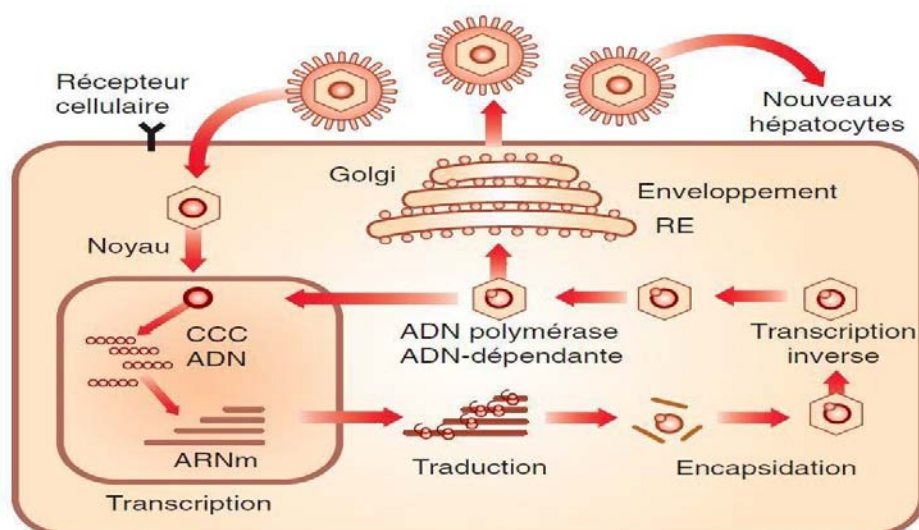 Récepteur
cellulaire
Nouveaux
hépatocytes
Golgi
Enveloppement
RE
Noyau
CCC
ADN
ADN polymérase
ADN-dépendante
Transcription
inverse
ARNm
Traduction
Encapsidation
Transcription